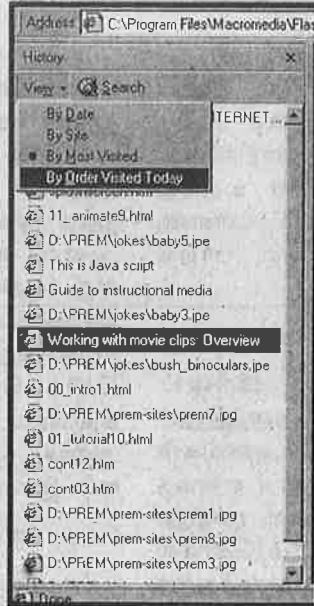 Address C:\Program Files\Macromedia\Flas
History ×
View Search
By Date
By Site
By Most Visited
By Order Visited Today
TERNET...
11_animate9.html
D:\PREM\jokes\baby5.jpe
This is Java script
Guide to instructional media
D:\PREM\jokes\baby3.jpe
Working with movie clips: Overview
D:\PREM\jokes\bush_binoculars.jpe
00_intro1.html
D:\PREM\prem-sites\prem7.jpg
01_tutorial10.html
cont12.htm
cont03.htm
D:\PREM\prem-sites\prem1.jpg
D:\PREM\prem-sites\prem8.jpg
D:\PREM\prem-sites\prem3.jpg
Done